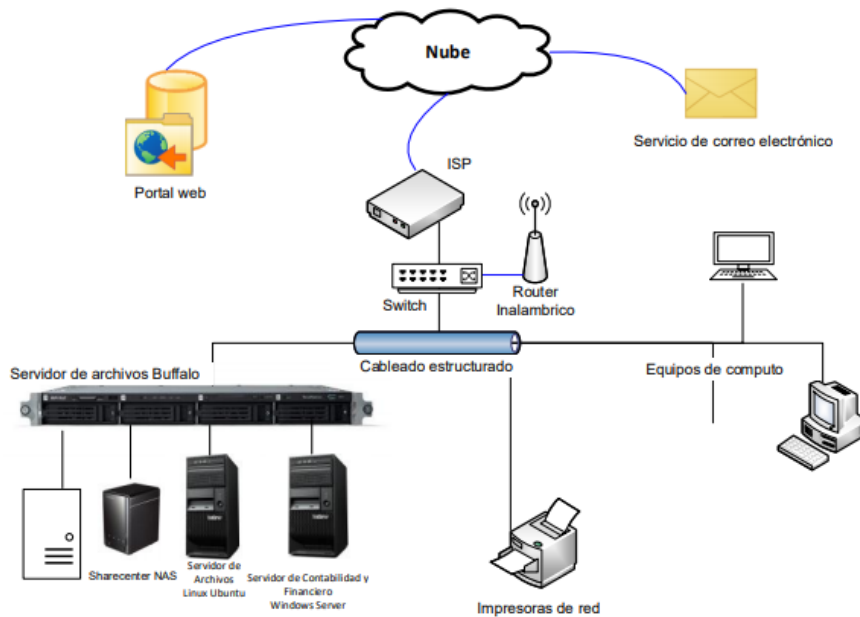 Nube
Portal web
Servicio de correo electrónico
ISP
Switch
Router
Inalambrico
Servidor de archivos Buffalo
Cableado estructurado
Equipos de computo
Sharecenter NAS
Servidor de
Archivos
Linux Ubuntu
Servidor de Contabilidad y
Financiero
Windows Server
Impresoras de red